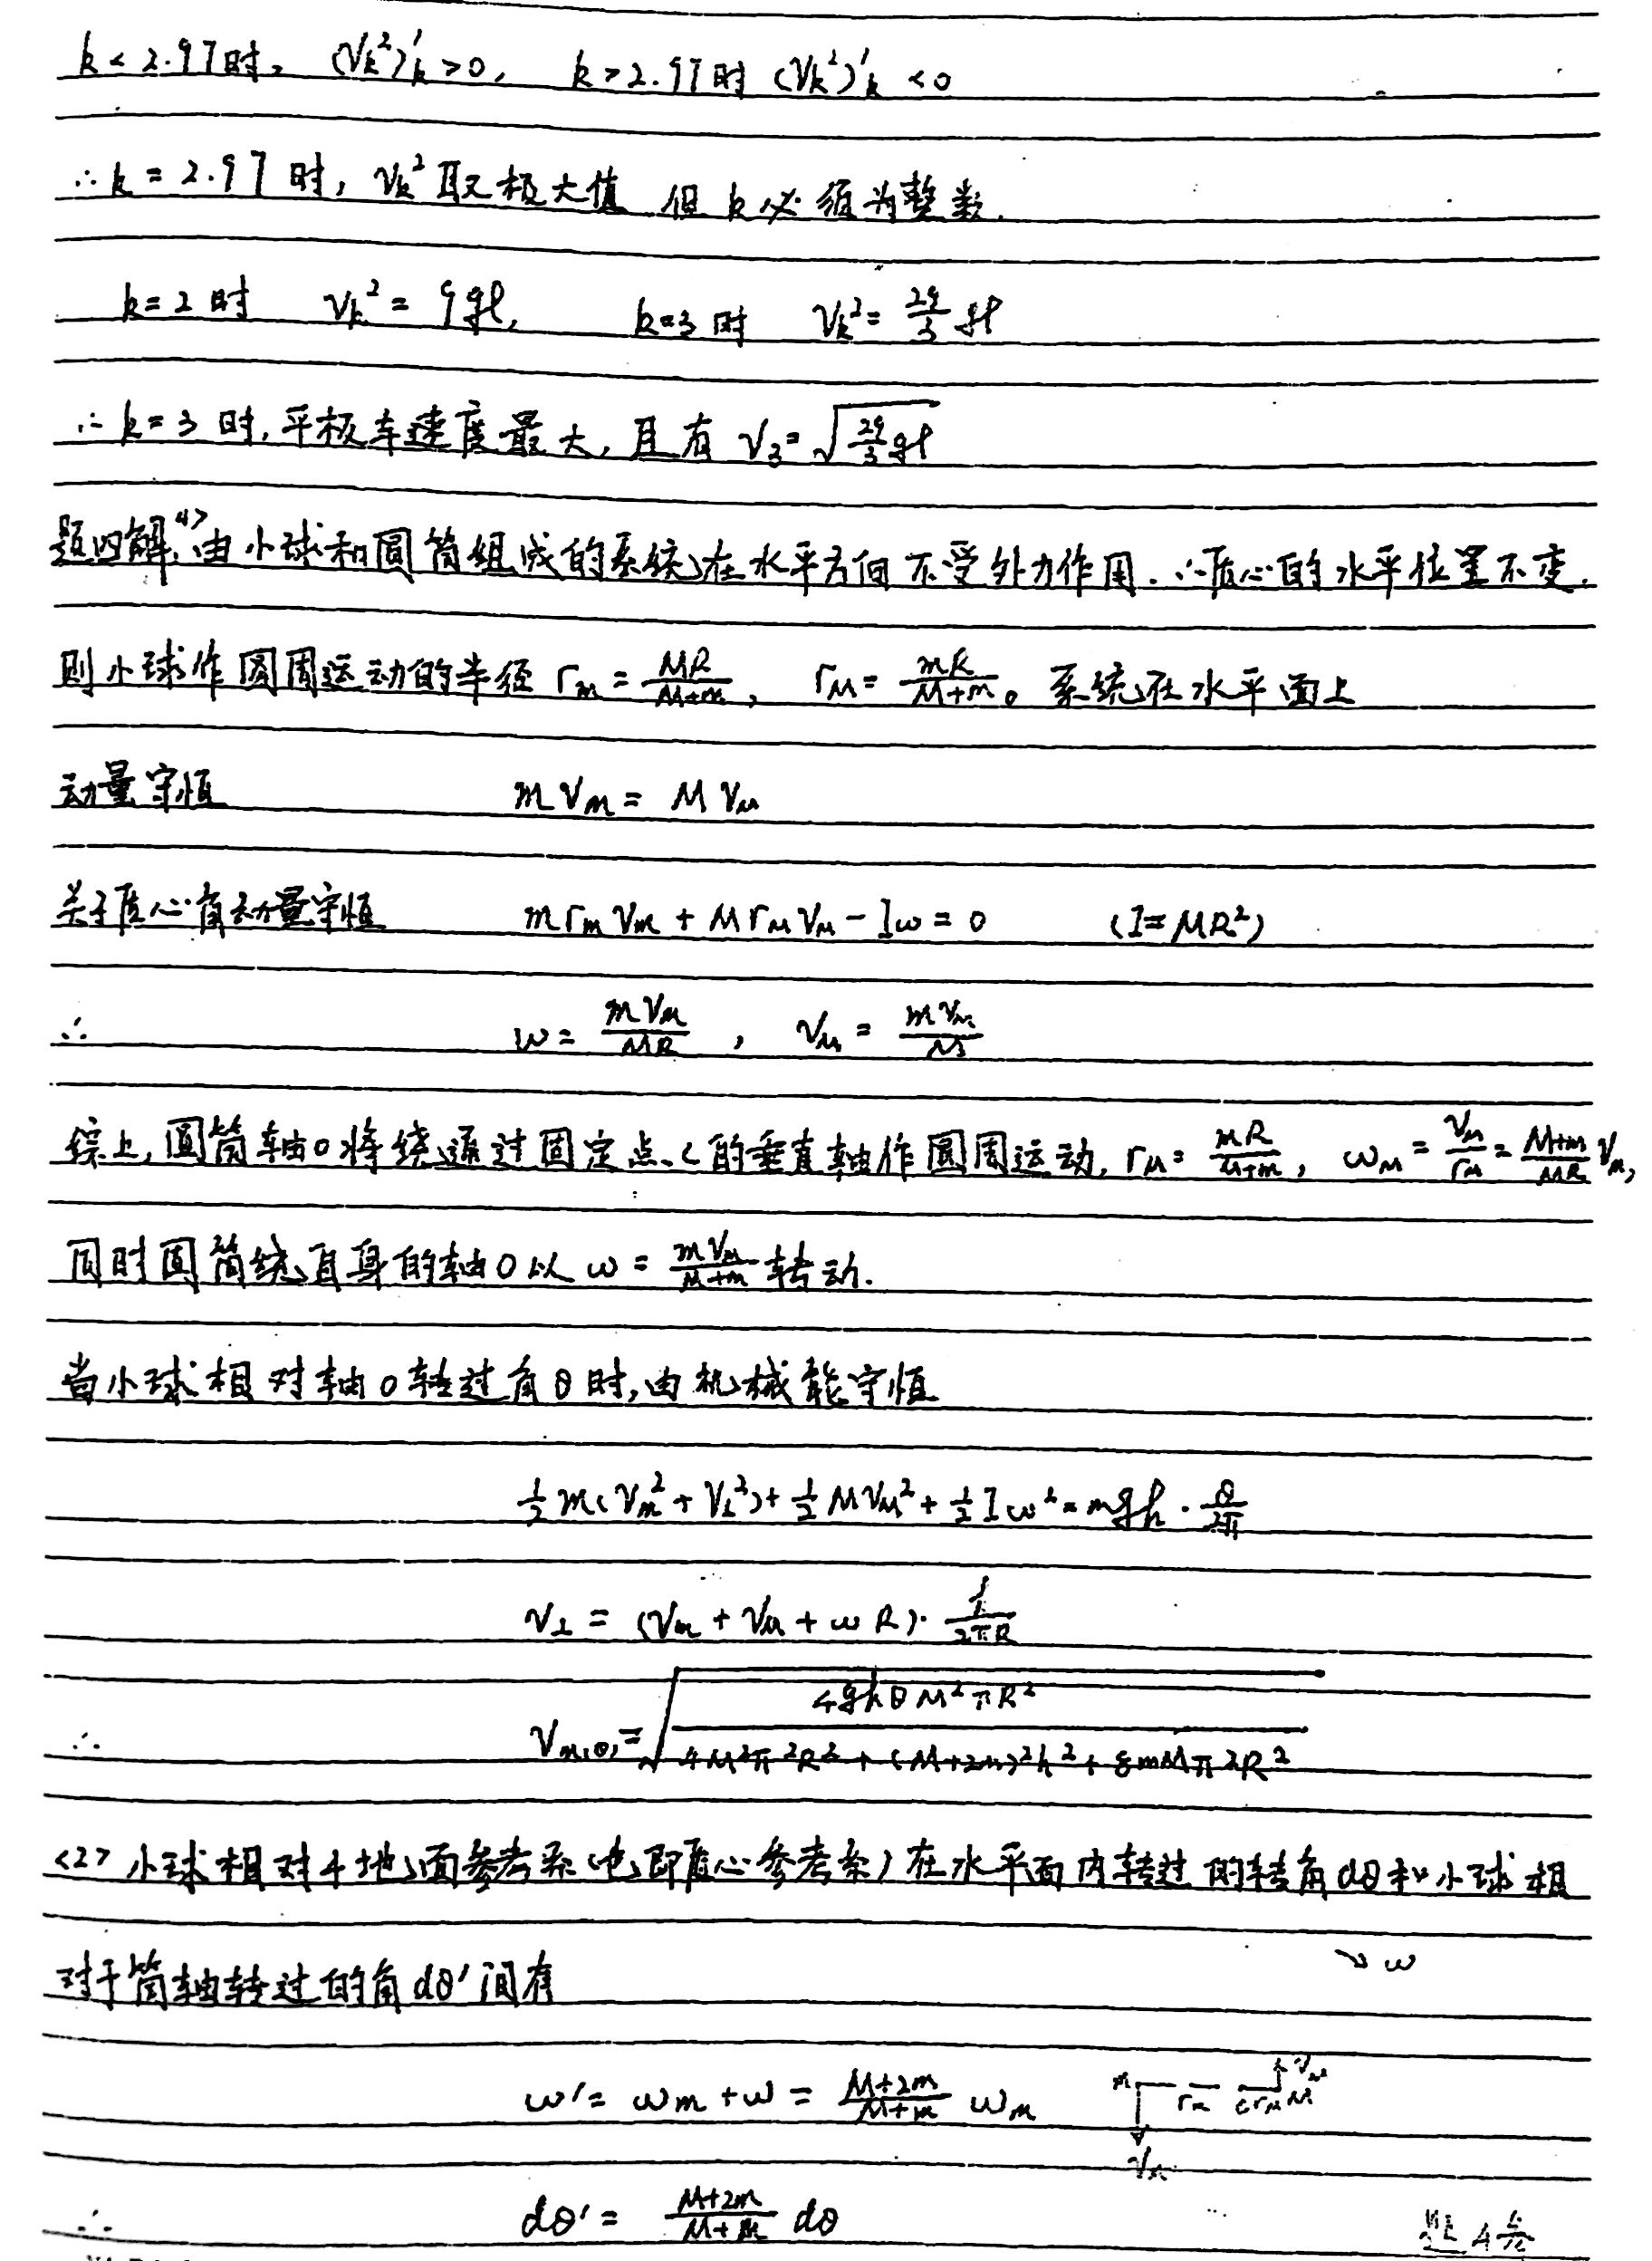 k<2.97时, (V_k²)'_k>0, k>2.97时 (V_k²)'_k<0
∴k=2.97时, V_k²取极大值 但k必须为整数.
k=2时 V_k²=9gl, k=3时 V_k²=29/3 gl
∴k=3时,平板车速度最大,且有 V₃=√(29/3 gl)
题四解:<1>由小球和圆筒组成的系统在水平方向不受外力作用.∴质心的水平位置不变.
则小球作圆周运动的半径 r_m=MR/(M+m), r_M=mR/(M+m)。系统在水平面上
动量守恒 mV_m=MV_M
关于质心角动量守恒 mr_mV_m+Mr_MV_M-Iω=0 (I=MR²)
∴ ω=mV_m/(MR), V_M=mV_m/M
综上,圆筒轴O将绕通过固定点C的垂直轴作圆周运动, r_M=mR/(M+m), ω_M=V_M/r_M=(M+m)/(MR) V_m,
同时圆筒绕自身的轴O以ω=mV_m/(M+m)转动.
当小球相对轴O转过角θ时,由机械能守恒
½m(V_m²+V_⊥²)+½MV_M²+½Iω²=mgh·θ/2π
V_⊥=(V_m+V_M+ωR)·h/(2πR)
∴ V_m(θ)=√(4ghθM²πR²/(4M²π²R²+(M+2m)²h²+8mMπ²R²))
<2>小球相对于地面参考系(也即质心参考系)在水平面内转过的转角dθ和小球相
对于筒轴转过的角dθ'间有
↘ω
ω'=ω_m+ω=(M+2m)/(M+m) ω_m m r_m C r_M M V_M
V_m
∴ dθ'=(M+2m)/(M+m) dθ